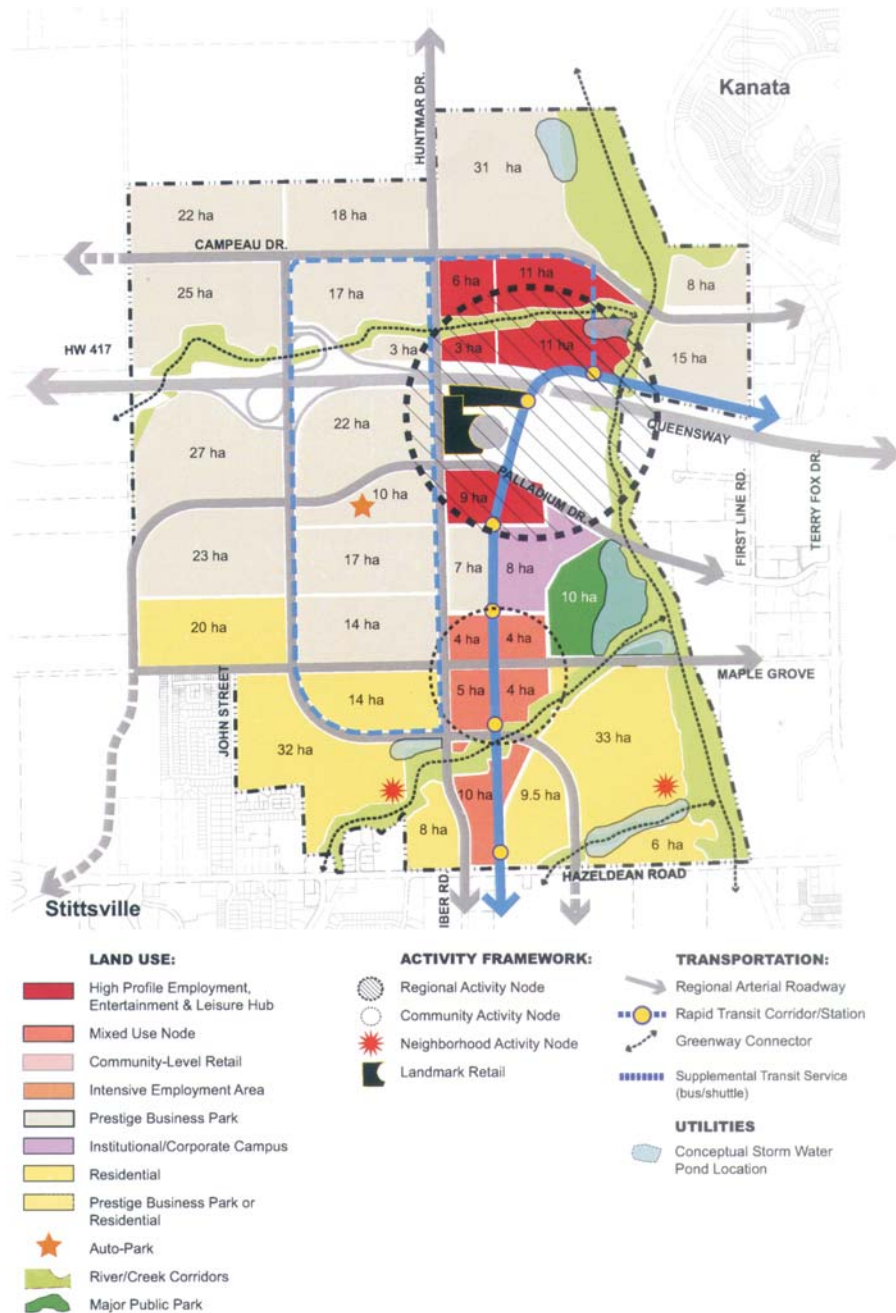 Kanata
HUNTMAR DR.
31 ha
22 ha
18 ha
CAMPEAU DR.
6 ha
11 ha
8 ha
25 ha
17 ha
HW 417
3 ha
3 ha
11 ha
15 ha
QUEENSWAY
22 ha
27 ha
PALLADIUM DR.
10 ha
9 ha
FIRST LINE RD.
TERRY FOX DR.
23 ha
17 ha
7 ha
8 ha
10 ha
20 ha
14 ha
4 ha
4 ha
MAPLE GROVE
JOHN STREET
14 ha
5 ha
4 ha
32 ha
33 ha
10 ha
9.5 ha
8 ha
6 ha
HAZELDEAN ROAD
IBER RD.
Stittsville
LAND USE:
High Profile Employment,
Entertainment & Leisure Hub
Mixed Use Node
Community-Level Retail
Intensive Employment Area
Prestige Business Park
Institutional/Corporate Campus
Residential
Prestige Business Park or
Residential
Auto-Park
River/Creek Corridors
Major Public Park
ACTIVITY FRAMEWORK:
Regional Activity Node
Community Activity Node
Neighborhood Activity Node
Landmark Retail
TRANSPORTATION:
Regional Arterial Roadway
Rapid Transit Corridor/Station
Greenway Connector
Supplemental Transit Service
(bus/shuttle)
UTILITIES
Conceptual Storm Water
Pond Location